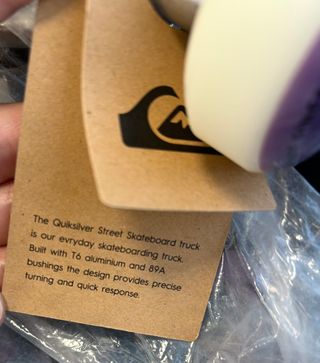 The Quiksilver Street Skateboard truck
is our evryday skateboarding truck.
Built with T6 aluminium and 89A
bushings the design provides precise
turning and quick response.